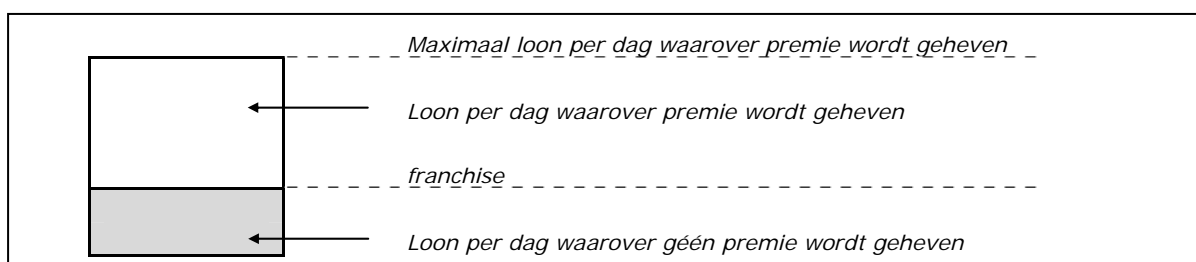 Maximaal loon per dag waarover premie wordt geheven
Loon per dag waarover premie wordt geheven
franchise
Loon per dag waarover géén premie wordt geheven